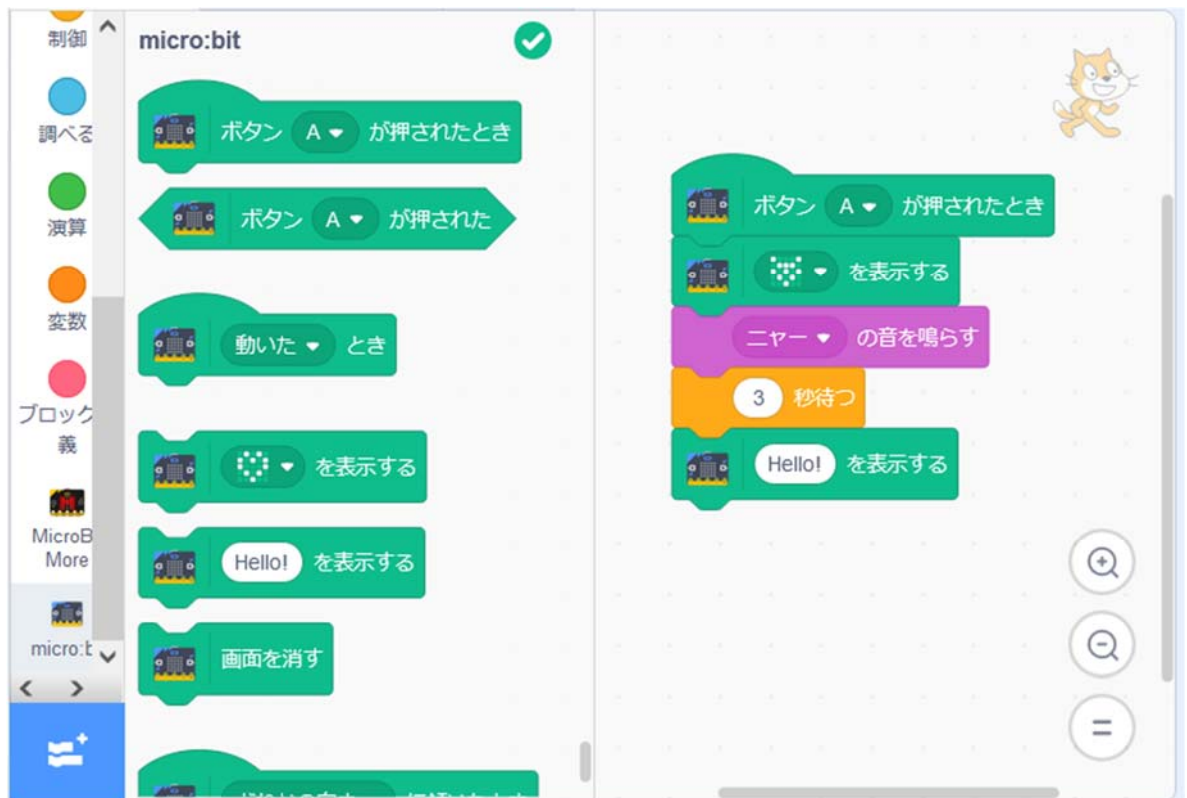 制御
調べる
演算
変数
ブロック
義
MicroB
More
micro:b
micro:bit
ボタン A が押されたとき
ボタン A が押された
動いた とき
を表示する
Hello! を表示する
画面を消す
ボタン A が押されたとき
を表示する
ニャー の音を鳴らす
3 秒待つ
Hello! を表示する